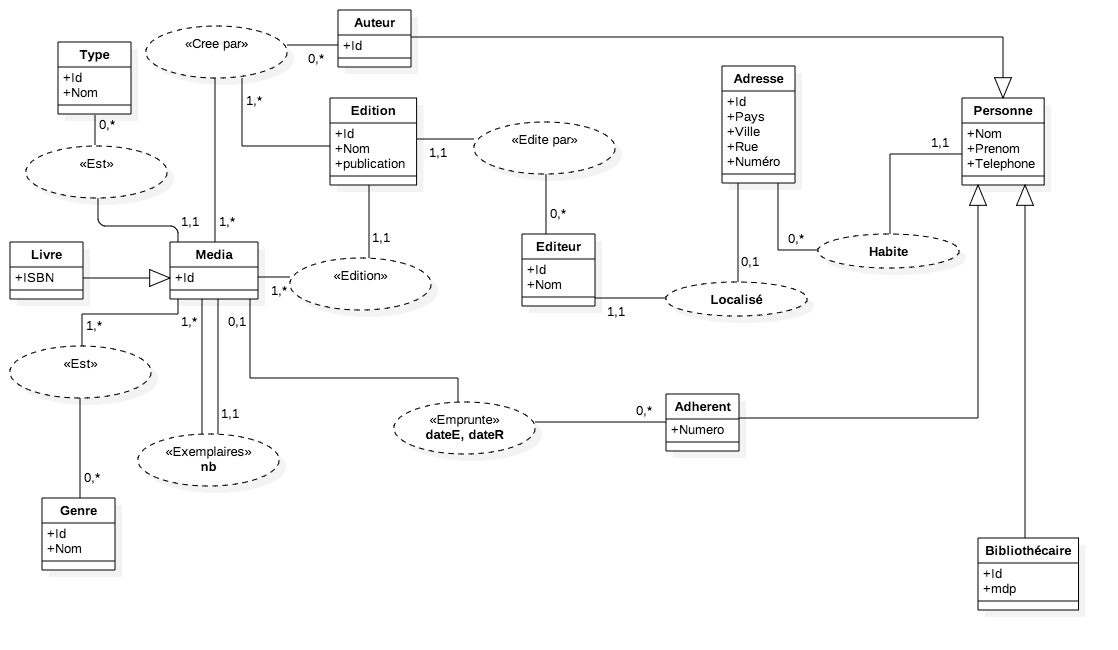 Auteur
+Id
«Cree par»
0,*
Type
+Id
+Nom
0,*
1,*
Edition
+Id
+Nom
+publication
1,1
«Edite par»
Adresse
+Id
+Pays
+Ville
+Rue
+Numéro
Personne
+Nom
+Prenom
+Telephone
1,1
«Est»
1,1
1,*
1,1
0,*
0,*
Livre
+ISBN
Media
+Id
1,*
«Edition»
Editeur
+Id
+Nom
1,1
0,1
Localisé
Habite
1,*
1,*
0,1
«Est»
1,1
«Emprunte»
dateE, dateR
0,*
Adherent
+Numero
«Exemplaires»
nb
0,*
Genre
+Id
+Nom
Bibliothécaire
+Id
+mdp